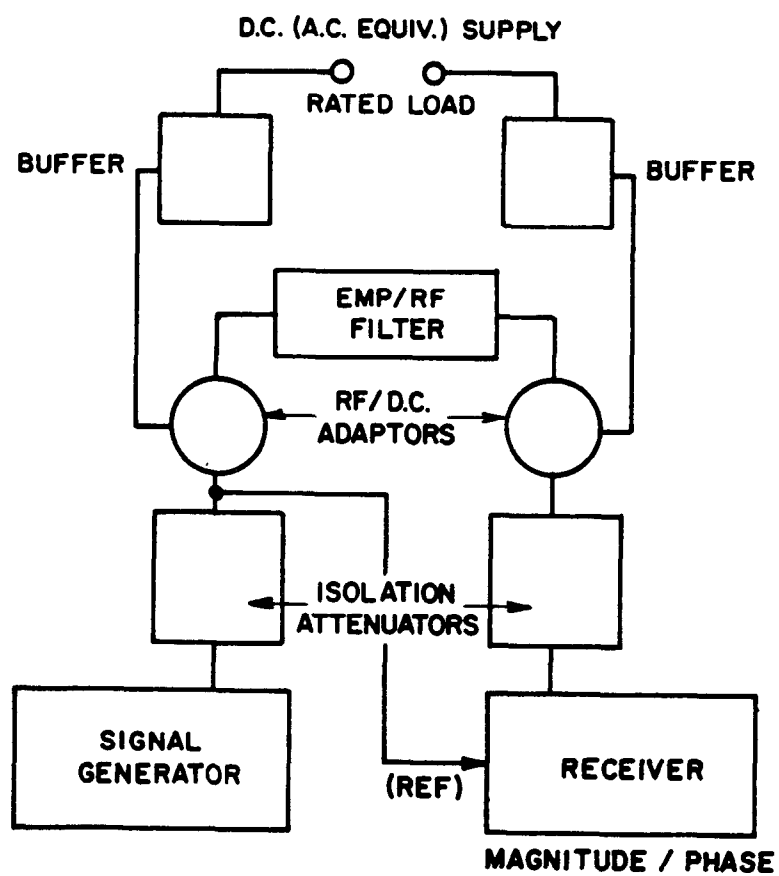 D.C. (A.C. EQUIV.) SUPPLY
RATED LOAD
BUFFER
BUFFER
EMP/RF
FILTER
RF/D.C.
ADAPTORS
ISOLATION
ATTENUATORS
SIGNAL
GENERATOR
(REF)
RECEIVER
MAGNITUDE / PHASE